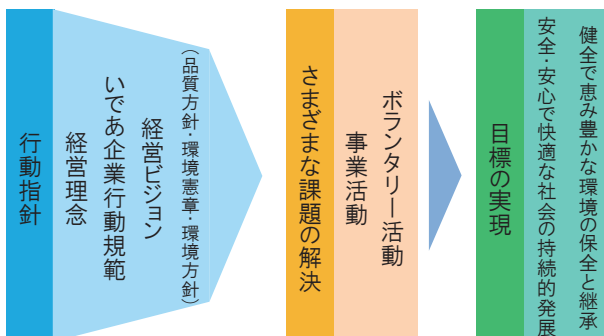 行動指針
経営理念
いであ企業行動規範
経営ビジョン
(品質方針・環境憲章・環境方針)
さまざまな課題の解決
事業活動
ボランタリー活動
目標の実現
安全・安心で快適な社会の持続的発展
健全で恵み豊かな環境の保全と継承